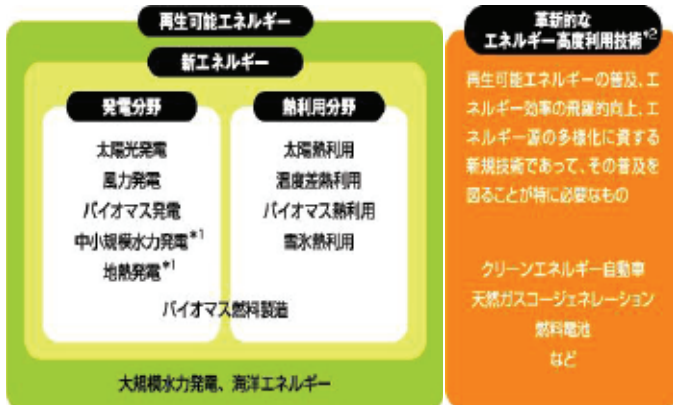 再生可能エネルギー
新エネルギー
発電分野
太陽光発電
風力発電
バイオマス発電
中小規模水力発電*1
地熱発電*1
熱利用分野
太陽熱利用
温度差熱利用
バイオマス熱利用
雪氷熱利用
バイオマス燃料製造
大規模水力発電、海洋エネルギー
革新的な
エネルギー高度利用技術*2
再生可能エネルギーの普及、エ
ネルギー効率の飛躍的向上、エ
ネルギー源の多様化に資する
新規技術であって、その普及を
図ることが特に必要なもの
クリーンエネルギー自動車
天然ガスコージェネレーション
燃料電池
など